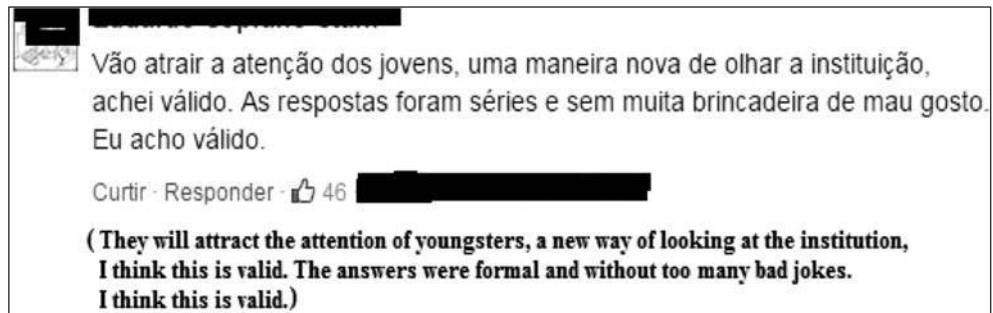 Vão atrair a atenção dos jovens, uma maneira nova de olhar a instituição,
achei válido. As respostas foram séries e sem muita brincadeira de mau gosto.
Eu acho válido.
Curtir · Responder · 46
( They will attract the attention of youngsters, a new way of looking at the institution,
I think this is valid. The answers were formal and without too many bad jokes.
I think this is valid.)